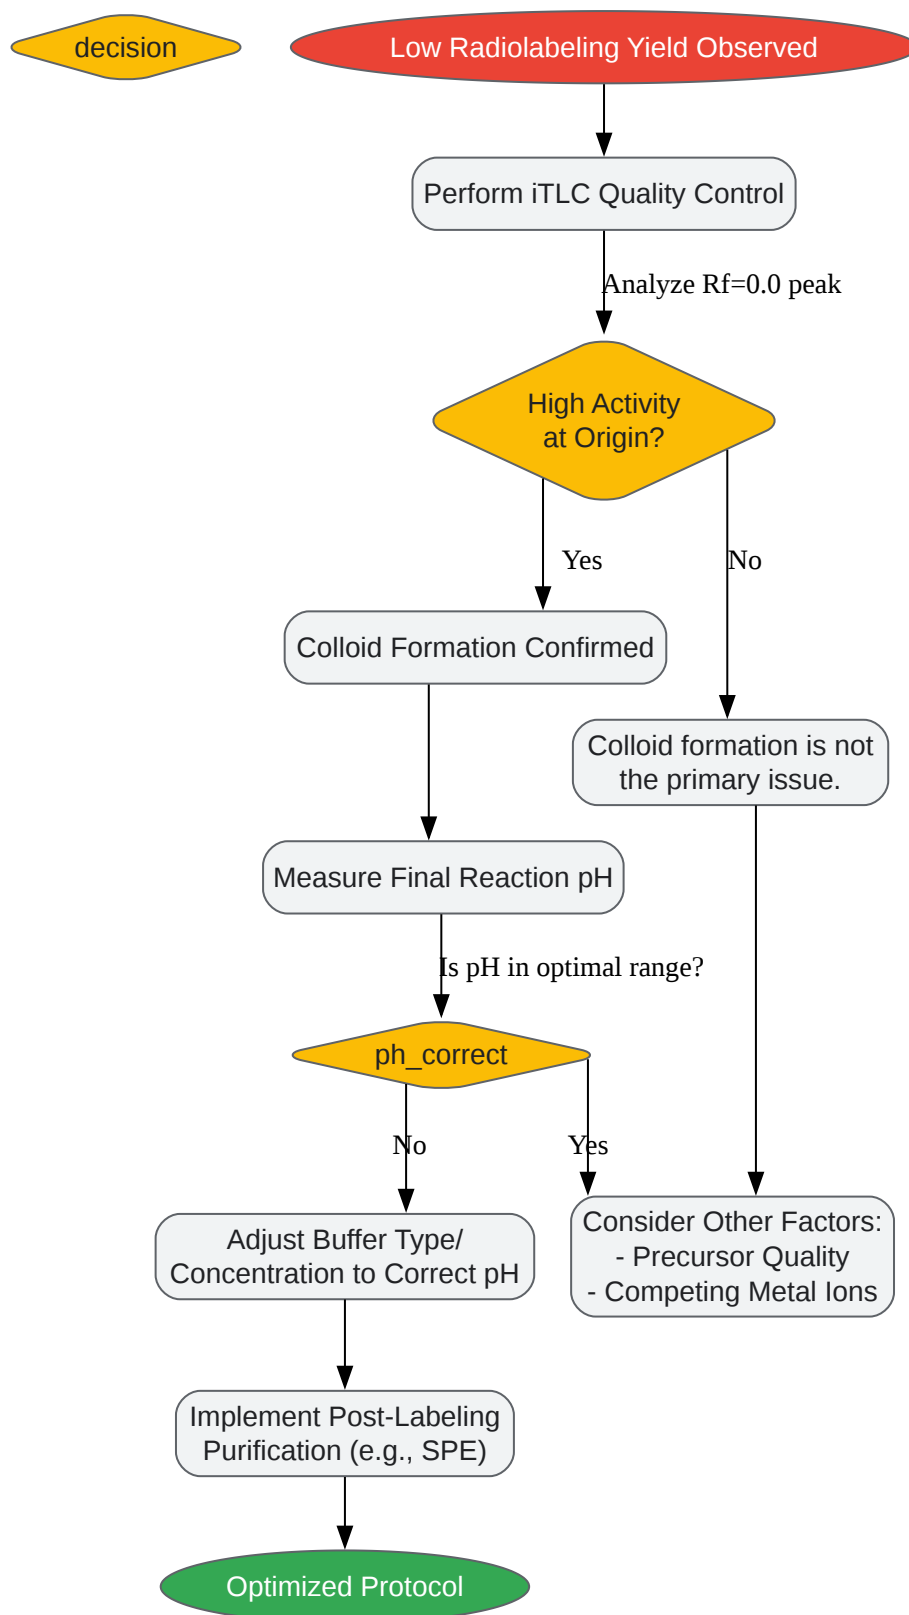 decision
Low Radiolabeling Yield Observed
Perform iTLC Quality Control
Analyze Rf=0.0 peak
High Activity
at Origin?
Yes
No
Colloid Formation Confirmed
Colloid formation is not
the primary issue.
Measure Final Reaction pH
Is pH in optimal range?
ph_correct
No
Yes
Adjust Buffer Type/
Concentration to Correct pH
Consider Other Factors:
- Precursor Quality
- Competing Metal Ions
Implement Post-Labeling
Purification (e.g., SPE)
Optimized Protocol